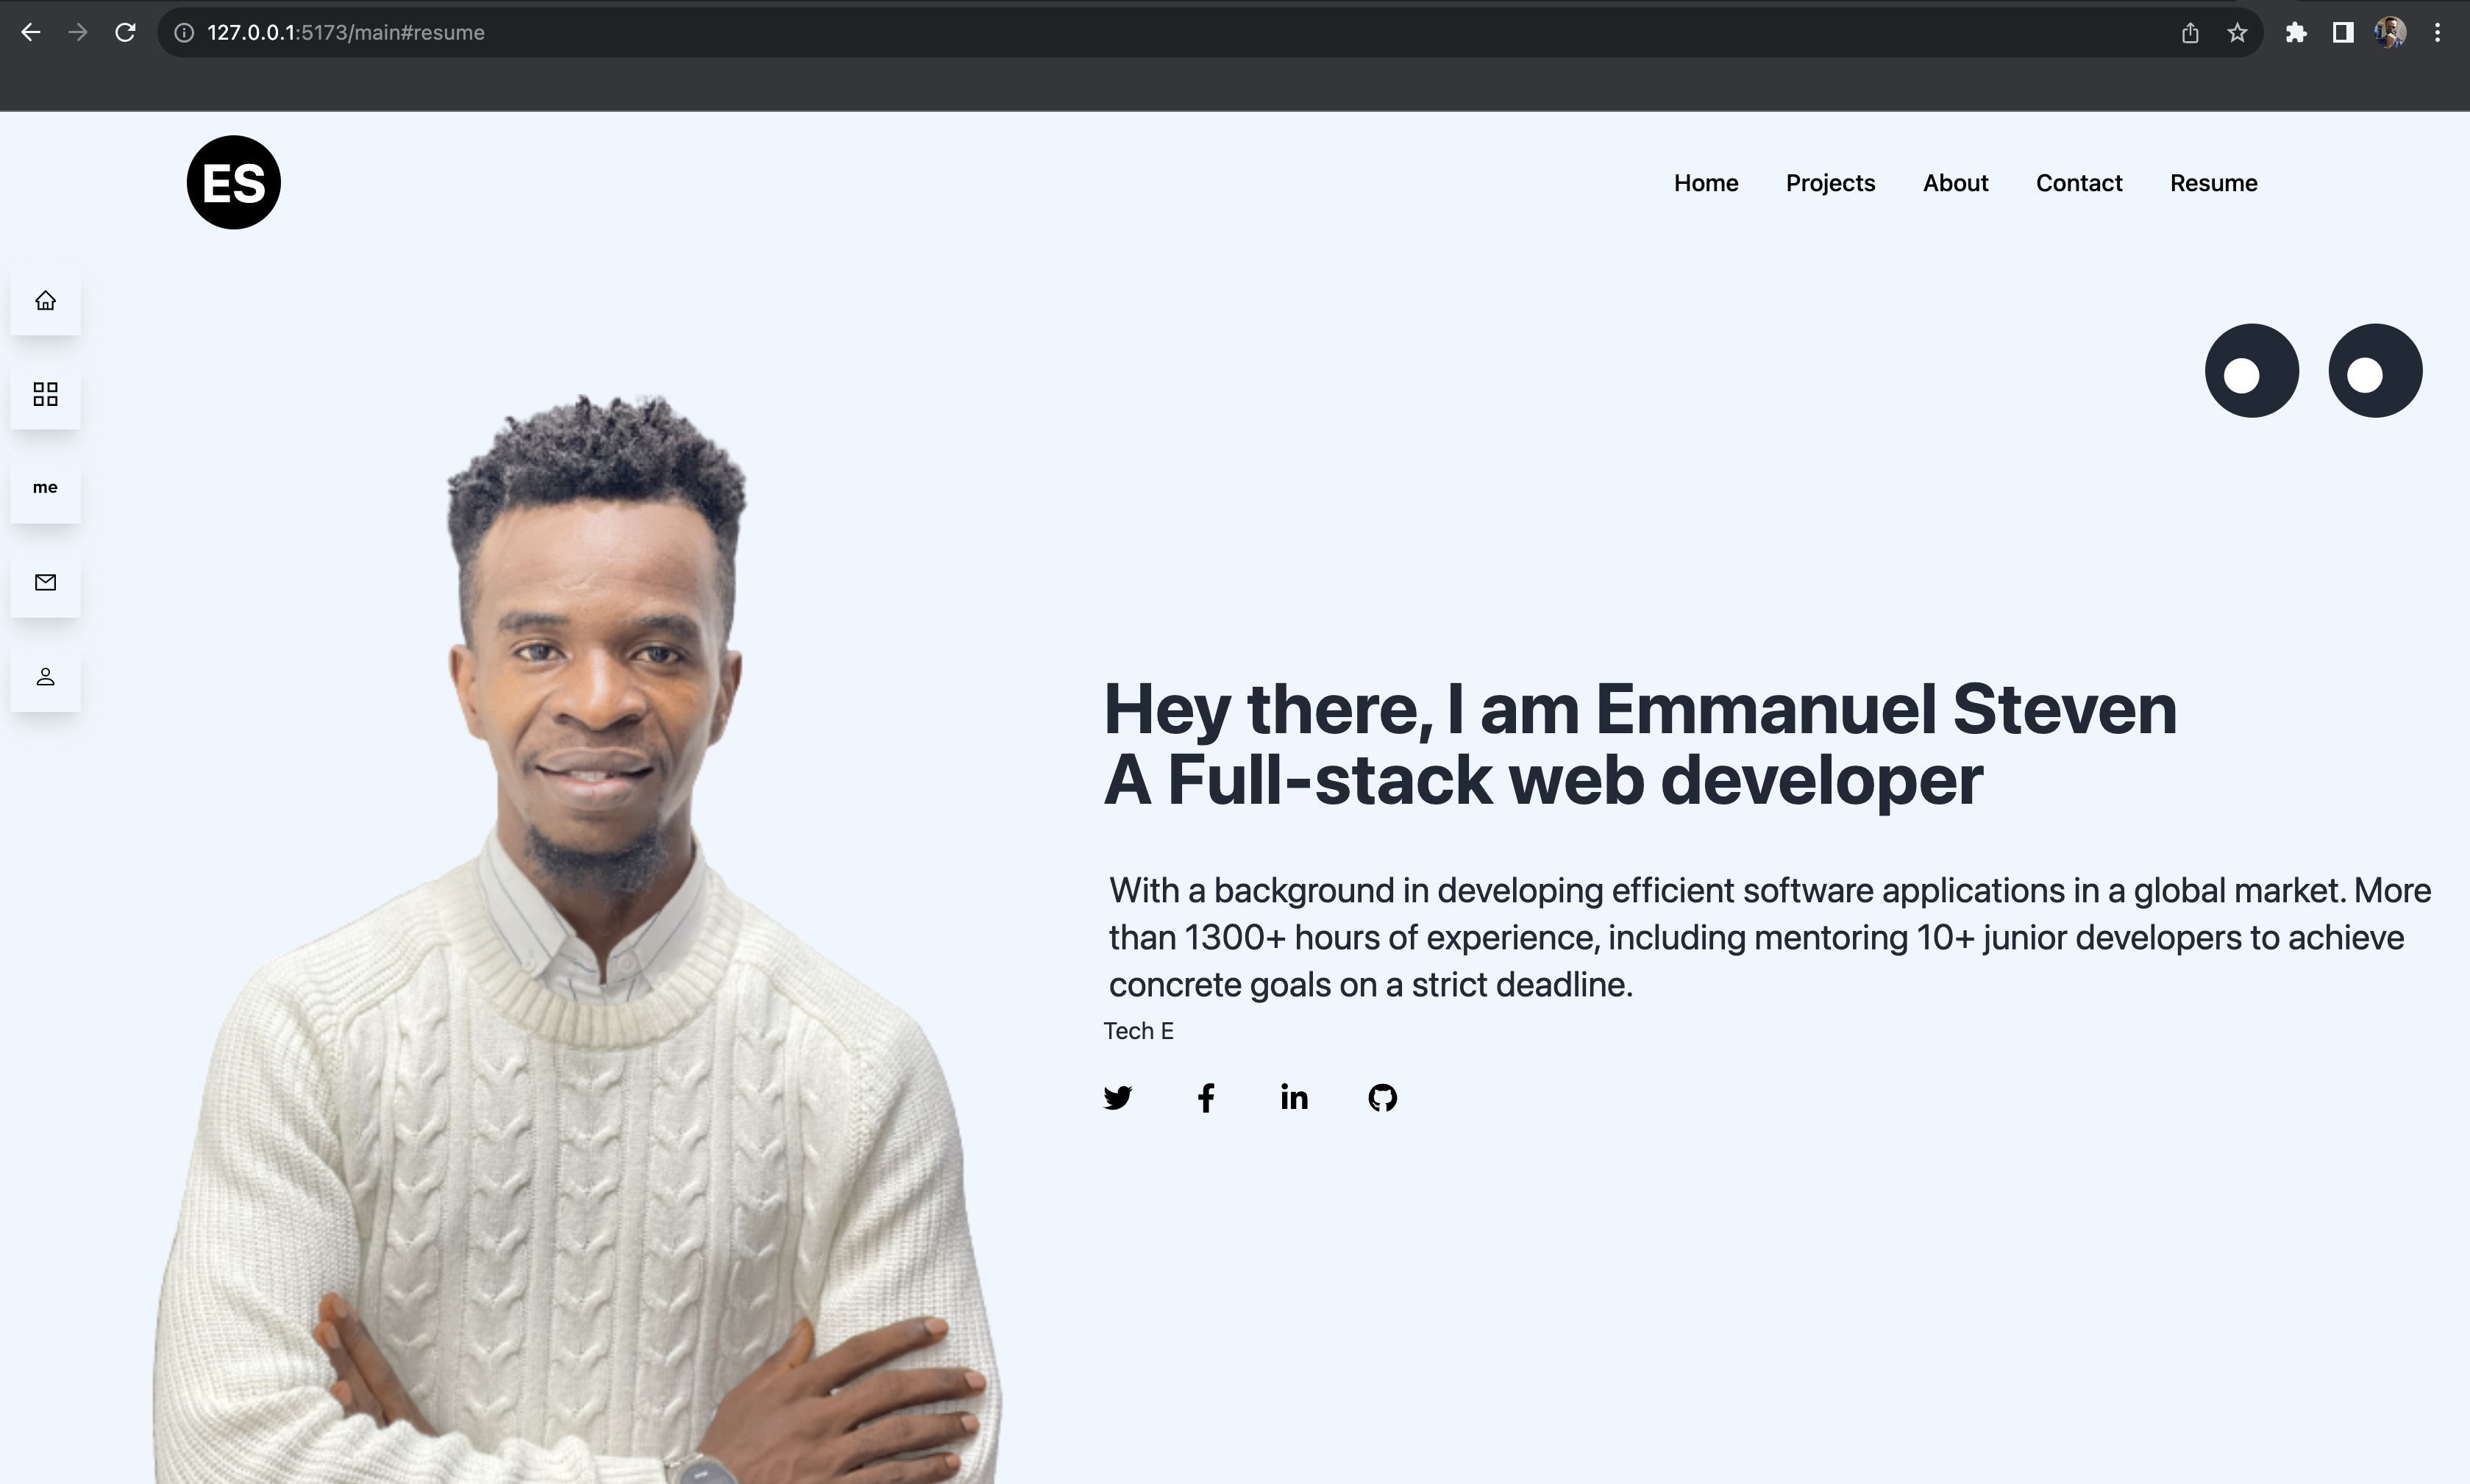 127.0.0.1:5173/main#resume
ES
Home Projects About Contact Resume
me
Hey there, I am Emmanuel Steven
A Full-stack web developer
With a background in developing efficient software applications in a global market. More
than 1300+ hours of experience, including mentoring 10+ junior developers to achieve
concrete goals on a strict deadline.
Tech E
in